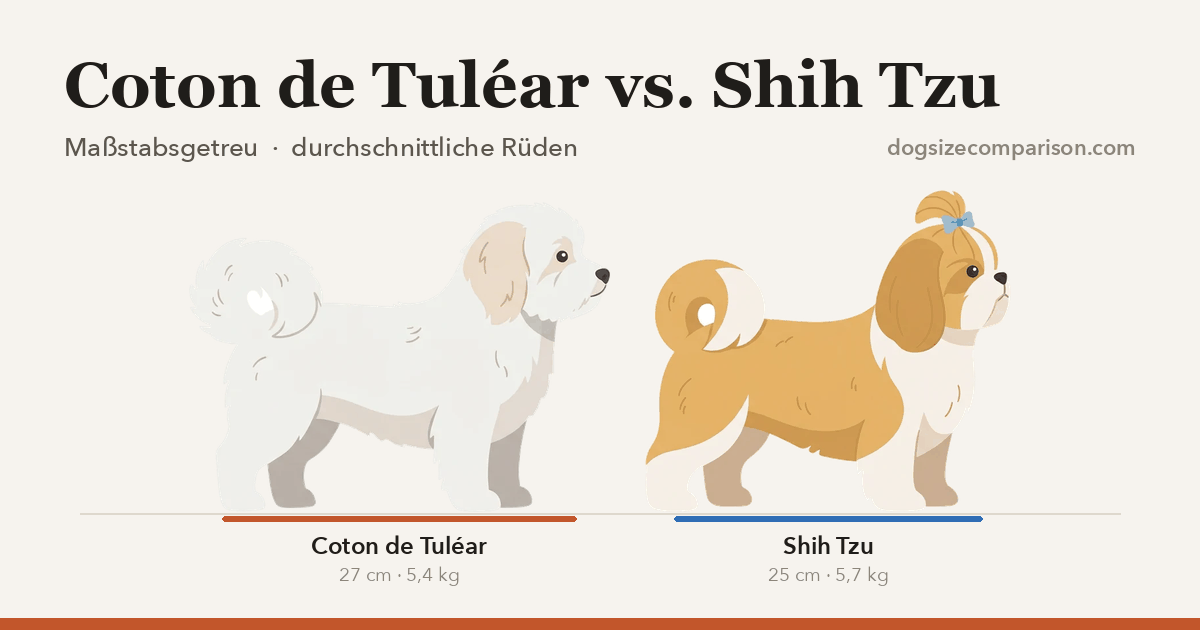 Coton de Tuléar vs. Shih Tzu
Maßstabsgetreu · durchschnittliche Rüden
dogsizecomparison.com
Coton de Tuléar
27 cm · 5,4 kg
Shih Tzu
25 cm · 5,7 kg